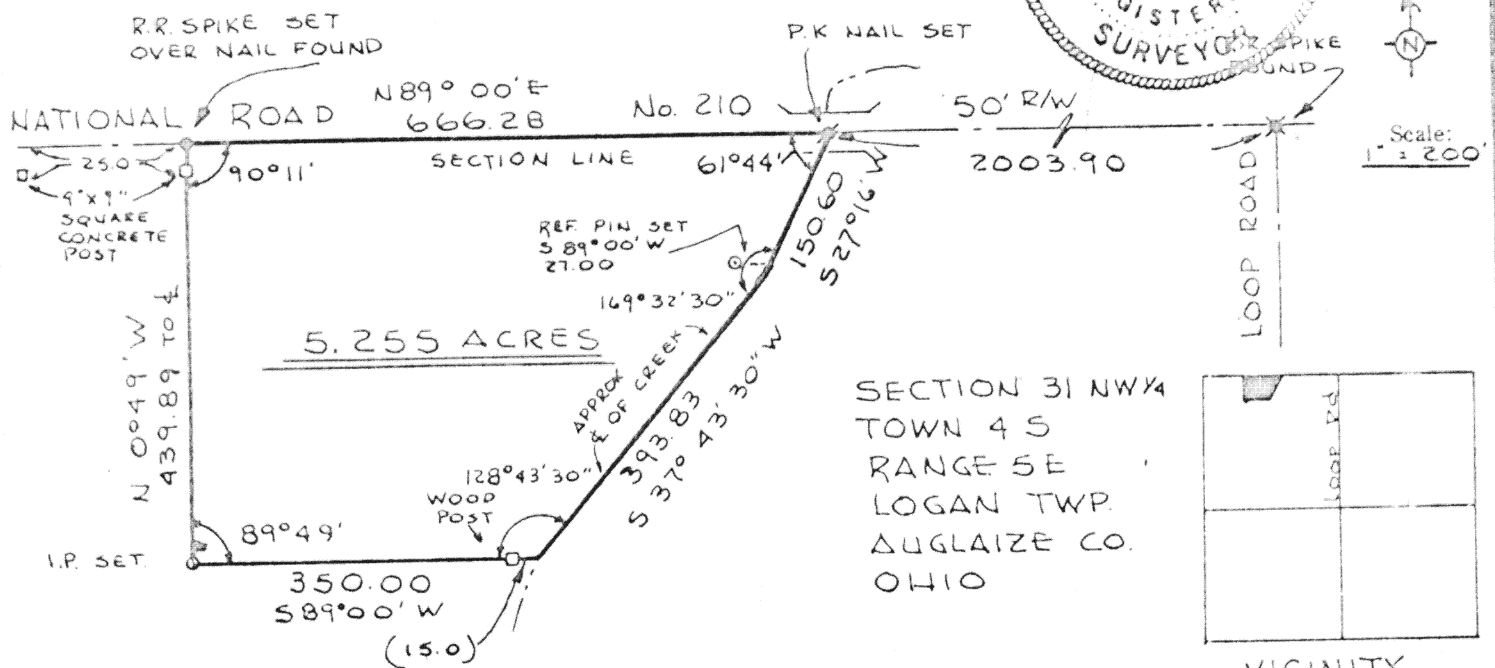 R.R. SPIKE SET
OVER NAIL FOUND
P.K NAIL SET
SURVEYOR
SPIKE
NATIONAL ROAD
N89° 00' E
666.28
No. 210
50' R/W
2003.90
Scale:
1" = 200'
N
25.0
90°11'
SECTION LINE
61°44'
9"x9"
SQUARE
CONCRETE
POST
REF. PIN SET
S 89°00' W
27.00
150.60
S 27°16' W
LOOP ROAD
169°32'30"
N 0°49' W
439.89 TO ℄
5.255 ACRES
APPROX
℄ OF CREEK
393.83
S 37° 43' 30" W
128°43'30"
WOOD
POST
89°49'
I.P. SET
350.00
S89°00' W
(15.0)
SECTION 31 NW¼
TOWN 4 S
RANGE 5E
LOGAN TWP.
AUGLAIZE CO.
OHIO
LOOP Rd
VICINITY